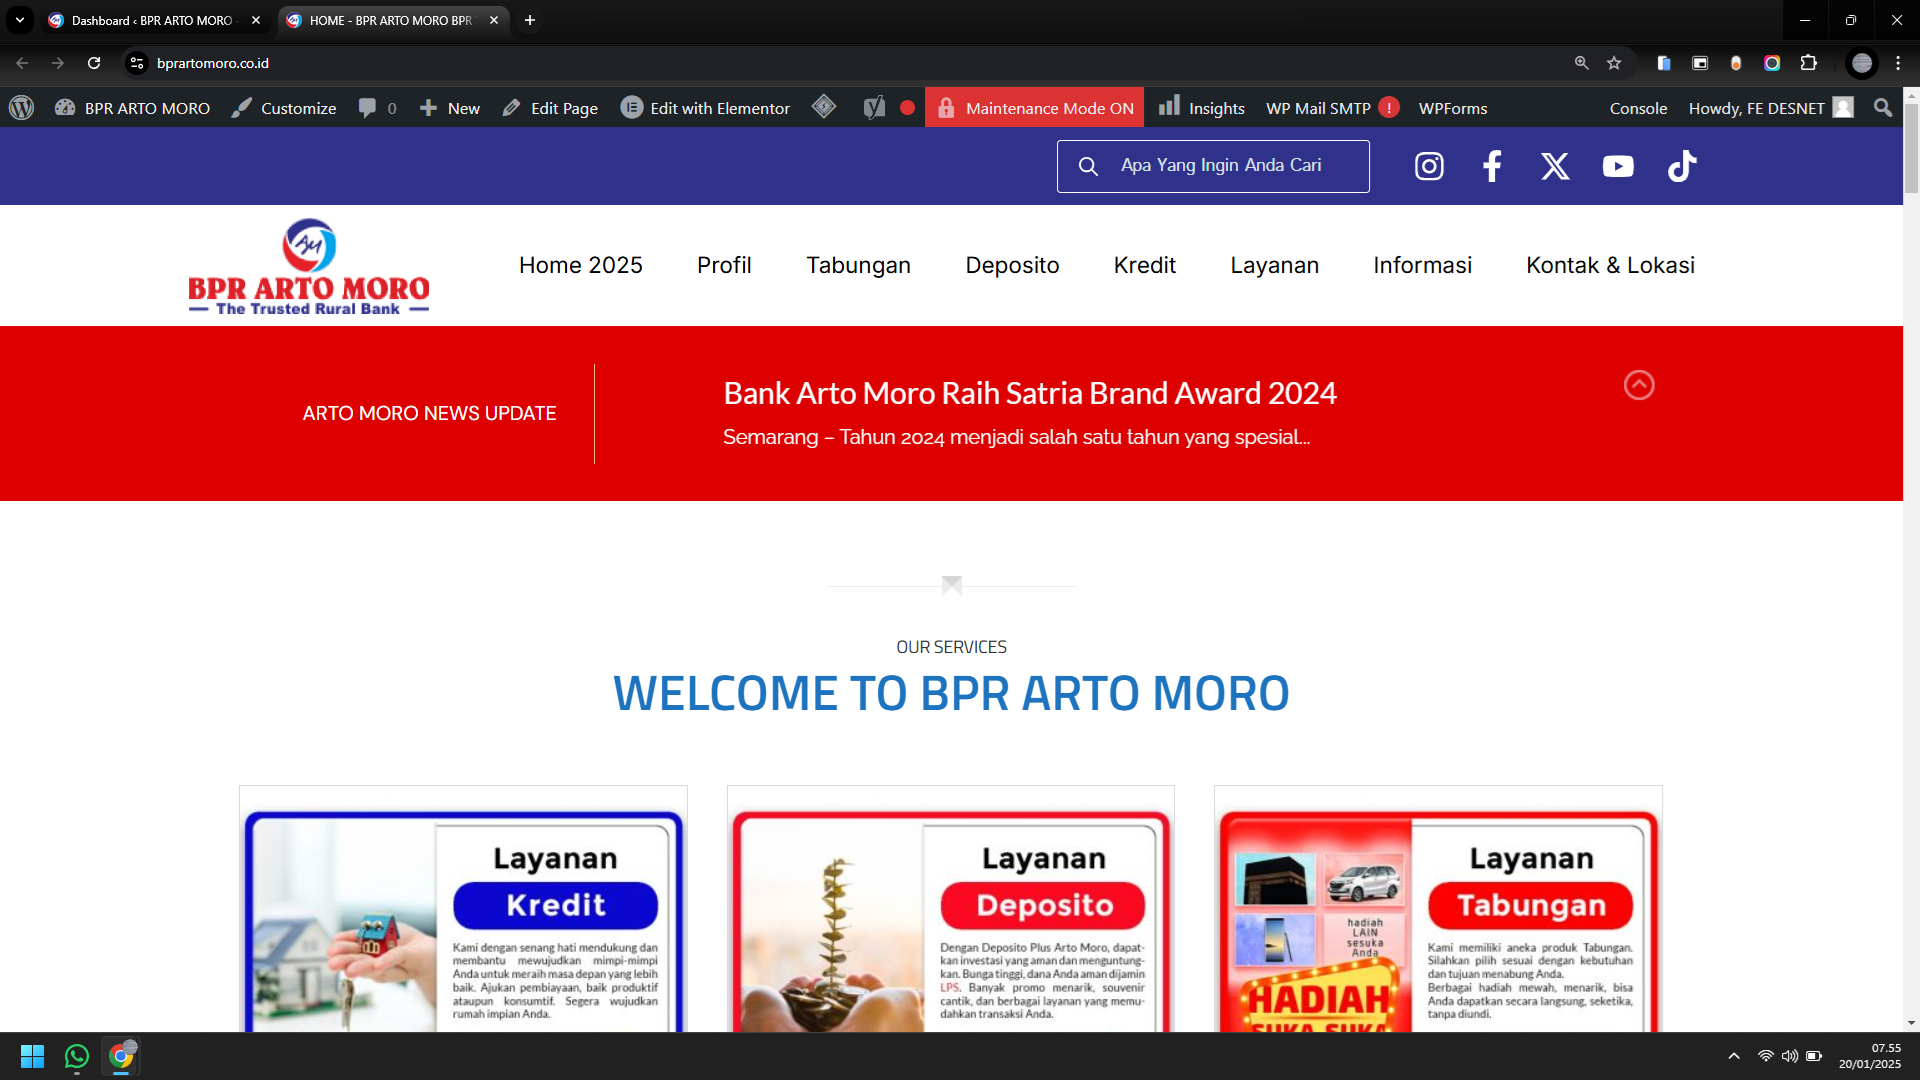 Dashboard ‹ BPR ARTO MORO
HOME - BPR ARTO MORO BPR
bprartomoro.co.id
BPR ARTO MORO
Customize
0
New
Edit Page
Edit with Elementor
Maintenance Mode ON
Insights
WP Mail SMTP !
WPForms
Console
Howdy, FE DESNET
Apa Yang Ingin Anda Cari
BPR ARTO MORO
The Trusted Rural Bank
Home 2025
Profil
Tabungan
Deposito
Kredit
Layanan
Informasi
Kontak & Lokasi
ARTO MORO NEWS UPDATE
Bank Arto Moro Raih Satria Brand Award 2024
Semarang – Tahun 2024 menjadi salah satu tahun yang spesial...
OUR SERVICES
WELCOME TO BPR ARTO MORO
Layanan
Kredit
Kami dengan senang hati mendukung dan
membantu mewujudkan mimpi-mimpi
Anda untuk meraih masa depan yang lebih
baik. Ajukan pembiayaan, baik produktif
ataupun konsumtif. Segera wujudkan
rumah impian Anda.
Layanan
Deposito
Dengan Deposito Plus Arto Moro, dapat-
kan investasi yang aman dan menguntung-
kan. Bunga tinggi, dana Anda aman dijamin
LPS. Banyak promo menarik, souvenir
cantik, dan berbagai layanan yang memu-
dahkan transaksi Anda.
hadiah
LAIN
sesuka
Anda
HADIAH
SUKA SUKA
Layanan
Tabungan
Kami memiliki aneka produk Tabungan.
Silahkan pilih sesuai dengan kebutuhan
dan tujuan menabung Anda.
Berbagai hadiah mewah, menarik, bisa
Anda dapatkan secara langsung, seketika,
tanpa diundi.
07.55
20/01/2025